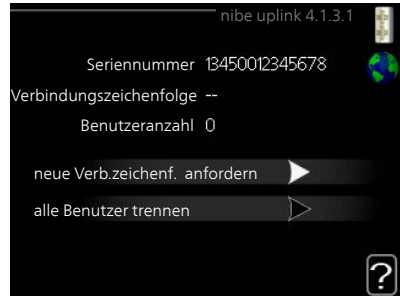 nibe uplink 4.1.3.1
Seriennummer 13450012345678
Verbindungszeichenfolge --
Benutzeranzahl 0
neue Verb.zeichenf. anfordern
alle Benutzer trennen
?